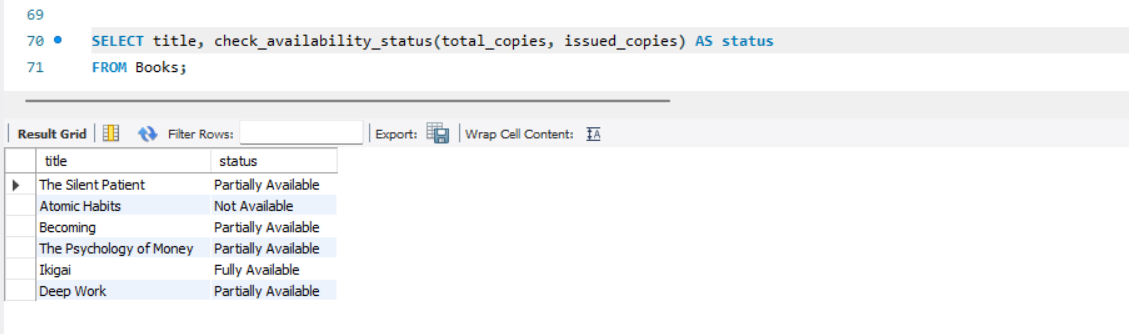 69
70 SELECT title, check_availability_status(total_copies, issued_copies) AS status
71 FROM Books;
Result Grid Filter Rows: Export: Wrap Cell Content: IA
title status
The Silent Patient Partially Available
Atomic Habits Not Available
Becoming Partially Available
The Psychology of Money Partially Available
Ikigai Fully Available
Deep Work Partially Available